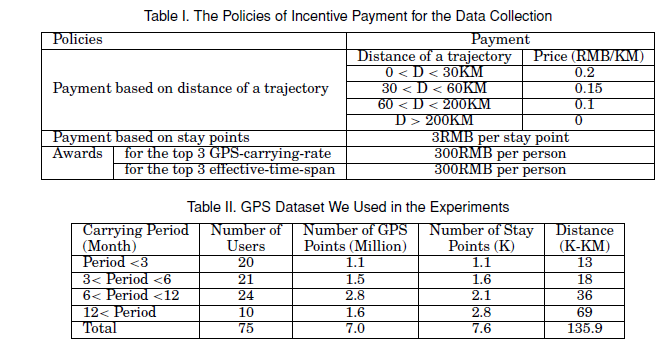 Table I. The Policies of Incentive Payment for the Data Collection
Policies Payment
Distance of a trajectory Price (RMB/KM)
0 < D < 30KM 0.2
Payment based on distance of a trajectory 30 < D < 60KM 0.15
60 < D < 200KM 0.1
D > 200KM 0
Payment based on stay points 3RMB per stay point
Awards for the top 3 GPS-carrying-rate 300RMB per person
for the top 3 effective-time-span 300RMB per person
Table II. GPS Dataset We Used in the Experiments
Carrying Period Number of Number of GPS Number of Stay Distance
(Month) Users Points (Million) Points (K) (K-KM)
Period <3 20 1.1 1.1 13
3< Period <6 21 1.5 1.6 18
6< Period <12 24 2.8 2.1 36
12< Period 10 1.6 2.8 69
Total 75 7.0 7.6 135.9